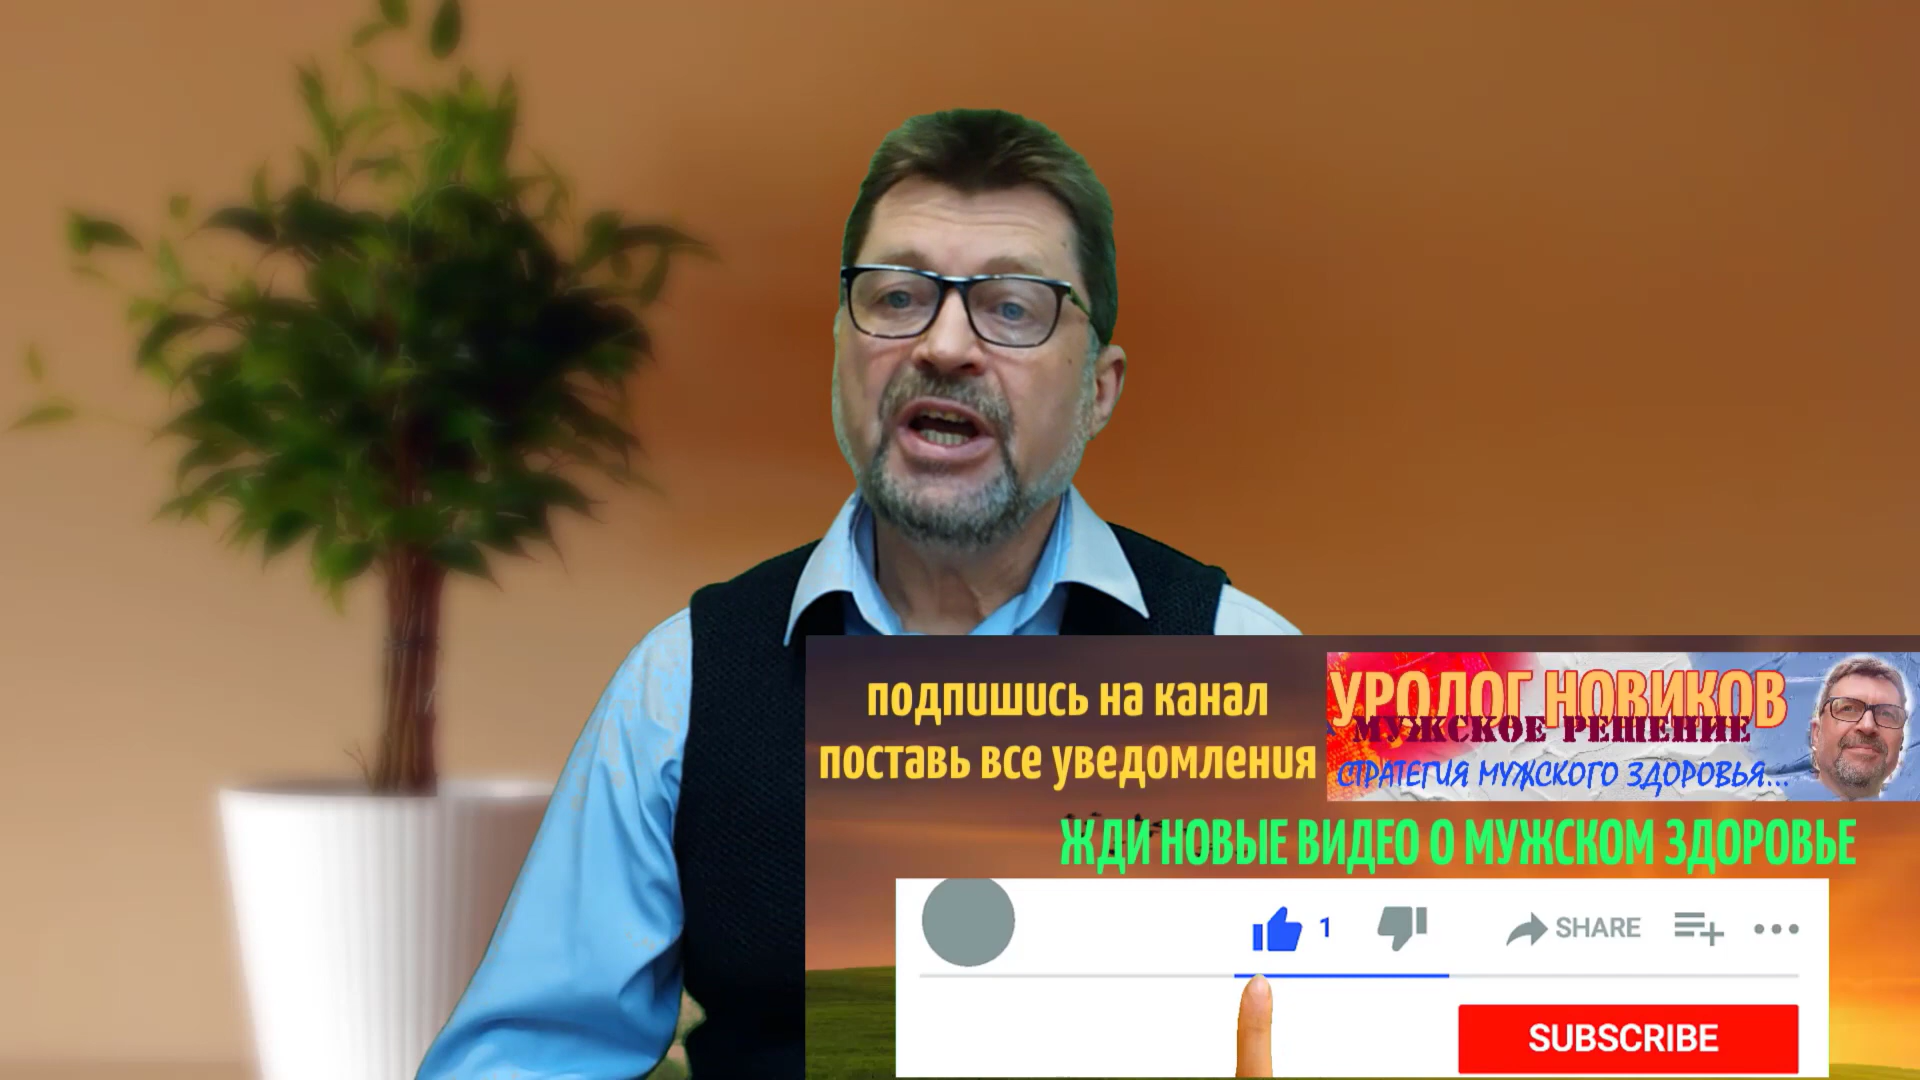 подпишись на канал
поставь все уведомления
УРОЛОГ НОВИКОВ
МУЖСКОЕ РЕШЕНИЕ
СТРАТЕГИЯ МУЖСКОГО ЗДОРОВЬЯ...
ЖДИ НОВЫЕ ВИДЕО О МУЖСКОМ ЗДОРОВЬЕ
1
SHARE
SUBSCRIBE